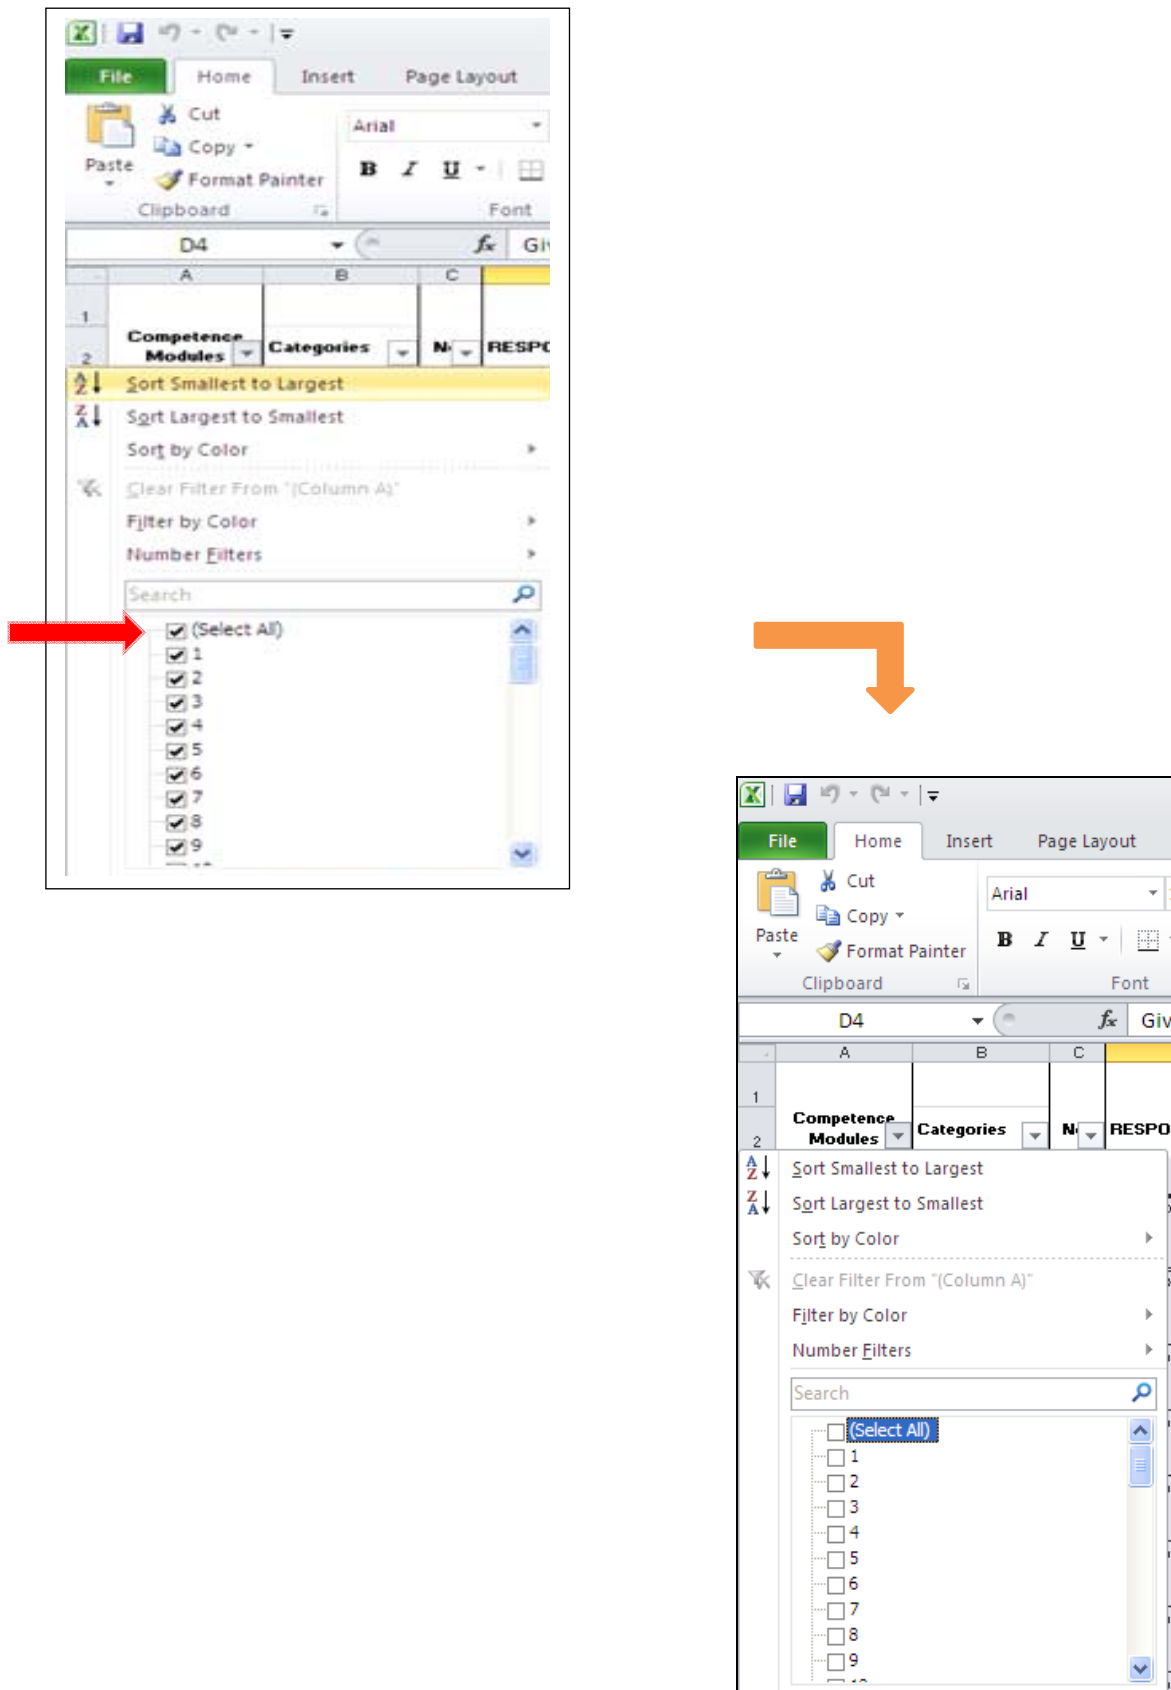 File Home Insert Page Layout
Cut
Copy
Paste
Format Painter
Arial
B I U
Clipboard
Font
D4
fx
A B C
1
Competence
Modules
Categories
RESPO
2
Sort Smallest to Largest
Sort Largest to Smallest
Sort by Color
Clear Filter From "(Column A)"
Filter by Color
Number Filters
Search
(Select All)
1
2
3
4
5
6
7
8
9
File Home Insert Page Layout
Cut
Copy
Paste
Format Painter
Arial
B I U
Clipboard
Font
D4
fx
Giv
A B C
1
Competence
Modules
Categories
RESPO
2
Sort Smallest to Largest
Sort Largest to Smallest
Sort by Color
Clear Filter From "(Column A)"
Filter by Color
Number Filters
Search
(Select All)
1
2
3
4
5
6
7
8
9